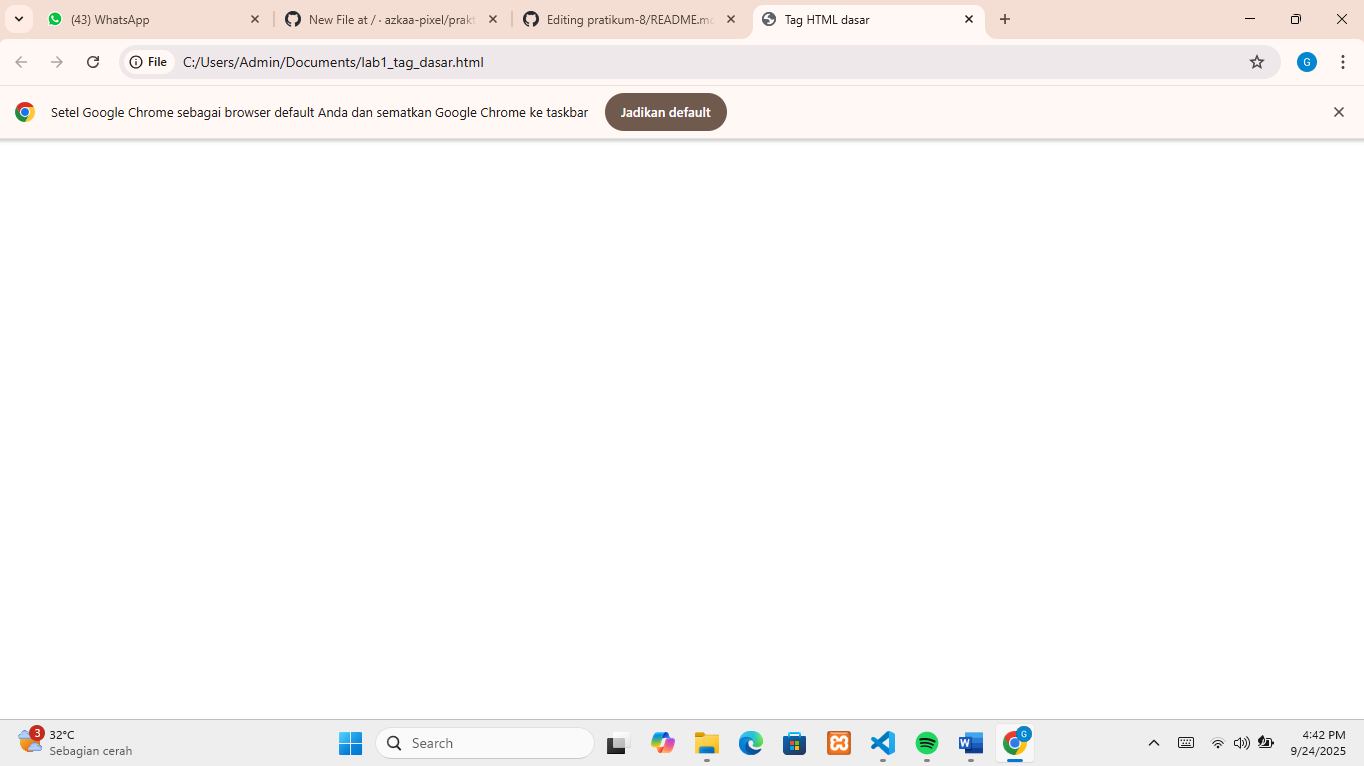 (43) WhatsApp
New File at / · azkaa-pixel/prakt
Editing pratikum-8/README.md
Tag HTML dasar
File
C:/Users/Admin/Documents/lab1_tag_dasar.html
G
Setel Google Chrome sebagai browser default Anda dan sematkan Google Chrome ke taskbar
Jadikan default
3
32°C
Sebagian cerah
Search
G
4:42 PM
9/24/2025